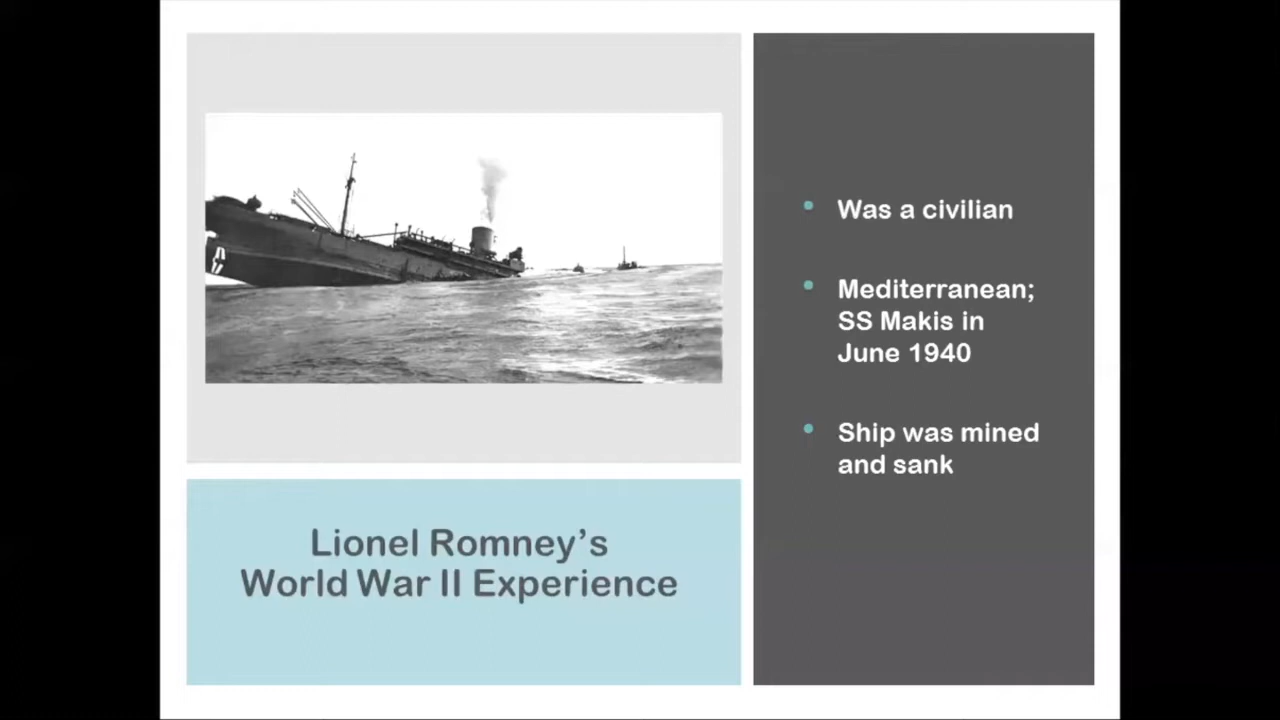 Lionel Romney’s
World War II Experience
Was a civilian
Mediterranean;
SS Makis in
June 1940
Ship was mined
and sank